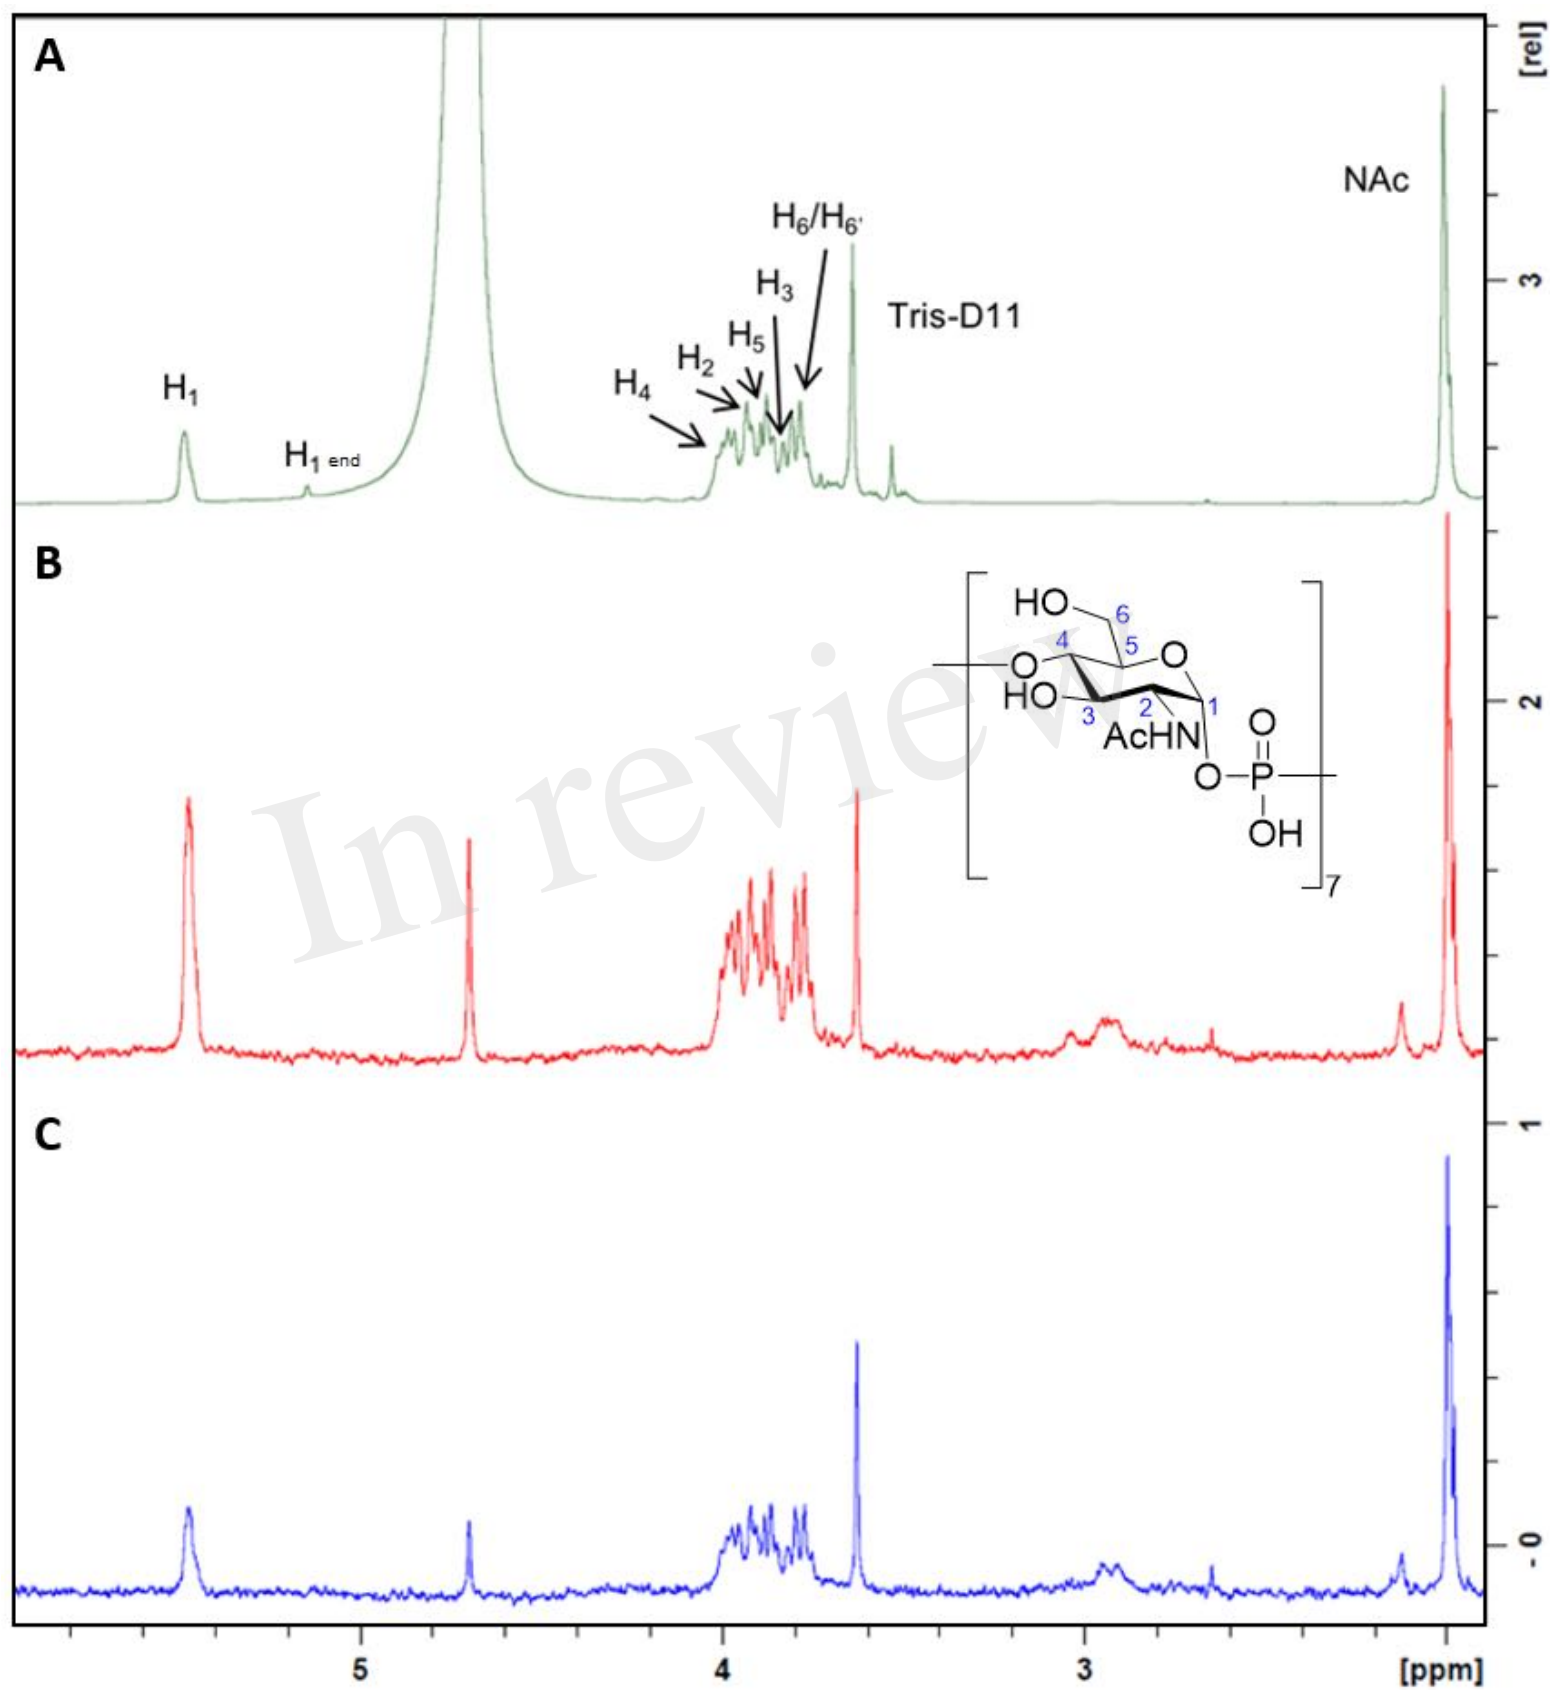 A
[rel]
NAc
H6/H6'
H3
3
Tris-D11
H5
H2
H4
H1
H1 end
B
HO
6
4
5
O
O
HO
3
2
1
2
AcHN
O
O
P
OH
7
In review
C
1
- 0
5
4
3
[ppm]